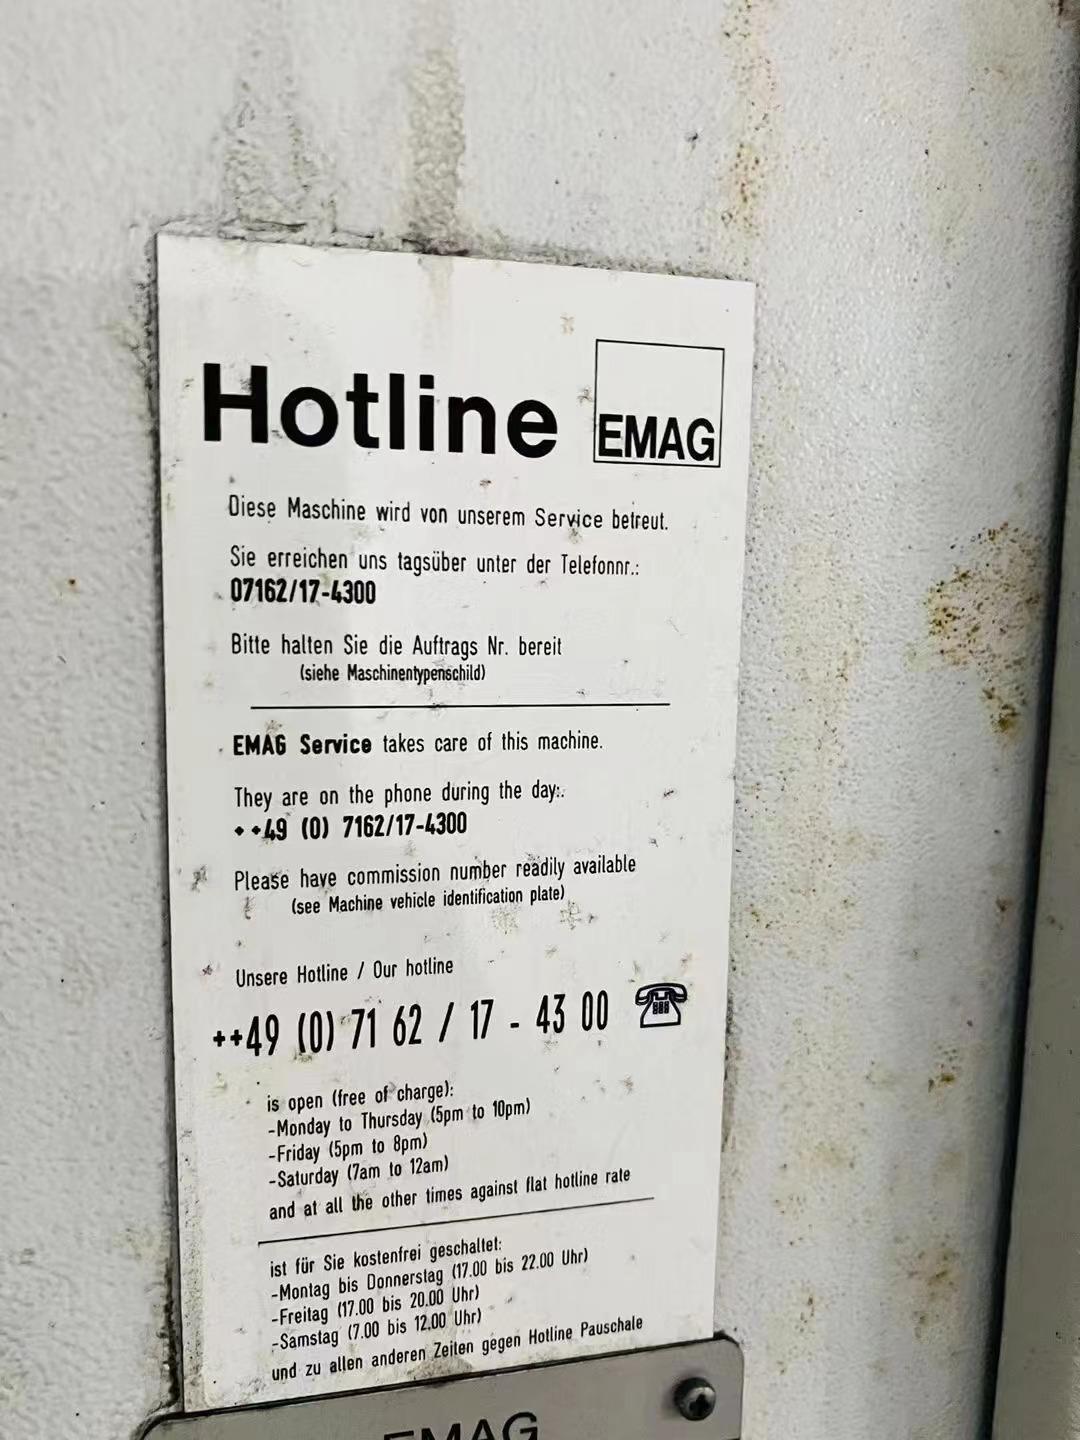 Hotline EMAG
Diese Maschine wird von unserem Service betreut.
Sie erreichen uns tagsüber unter der Telefonnr.:
07162/17-4300
Bitte halten Sie die Auftrags Nr. bereit
(siehe Maschinentypenschild)
EMAG Service takes care of this machine.
They are on the phone during the day:.
++49 (0) 7162/17-4300
Please have commission number readily available
(see Machine vehicle identification plate)
Unsere Hotline / Our hotline
++49 (0) 71 62 / 17 - 43 00
is open (free of charge):
-Monday to Thursday (5pm to 10pm)
-Friday (5pm to 8pm)
-Saturday (7am to 12am)
and at all the other times against flat hotline rate
ist für Sie kostenfrei geschaltet:
-Montag bis Donnerstag (17.00 bis 22.00 Uhr)
-Freitag (17.00 bis 20.00 Uhr)
-Samstag (7.00 bis 12.00 Uhr)
und zu allen anderen Zeiten gegen Hotline Pauschale
EMAG